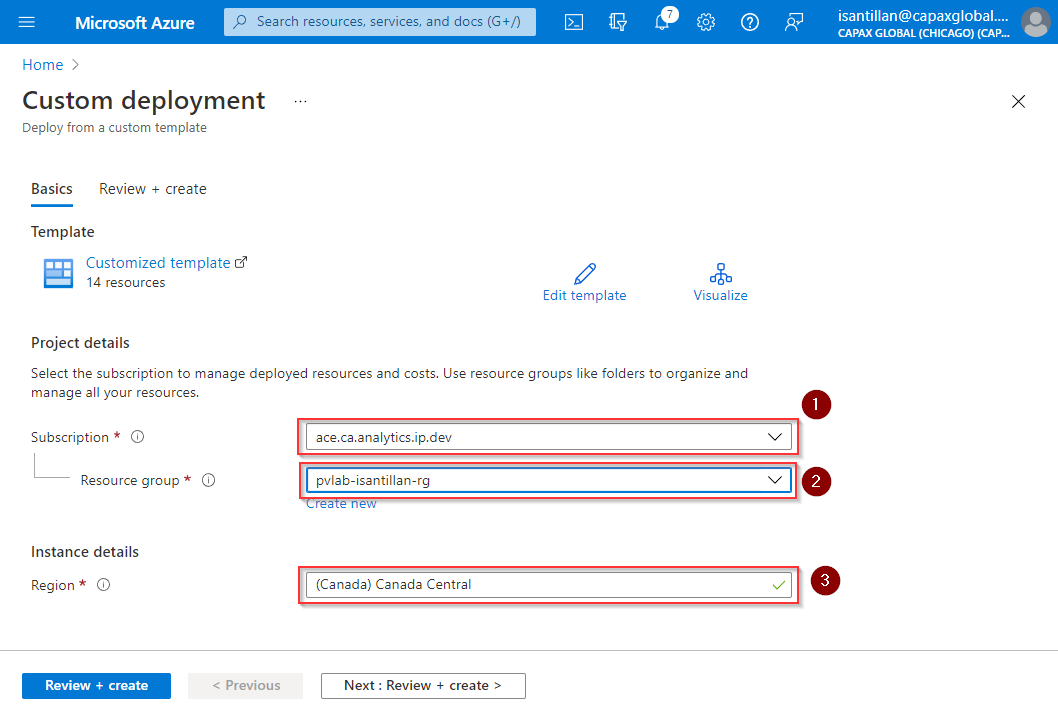 Microsoft Azure
Search resources, services, and docs (G+/)
7
isantillan@capaxglobal....
CAPAX GLOBAL (CHICAGO) (CAP...
Home >
Custom deployment ...
Deploy from a custom template
Basics
Review + create
Template
Customized template
14 resources
Edit template
Visualize
Project details
Select the subscription to manage deployed resources and costs. Use resource groups like folders to organize and
manage all your resources.
1
Subscription *
ace.ca.analytics.ip.dev
Resource group *
pvlab-isantillan-rg
2
Create new
Instance details
Region *
(Canada) Canada Central
3
Review + create
< Previous
Next : Review + create >